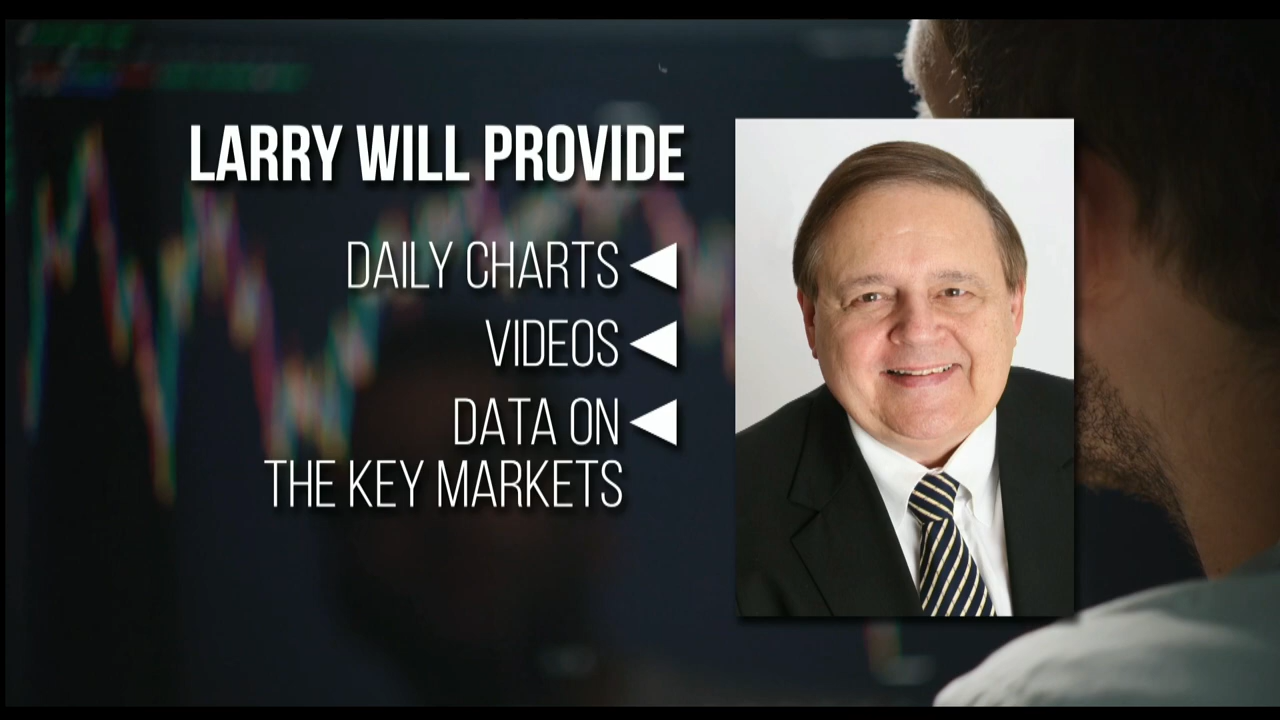 LARRY WILL PROVIDE
DAILY CHARTS
VIDEOS
DATA ON
THE KEY MARKETS